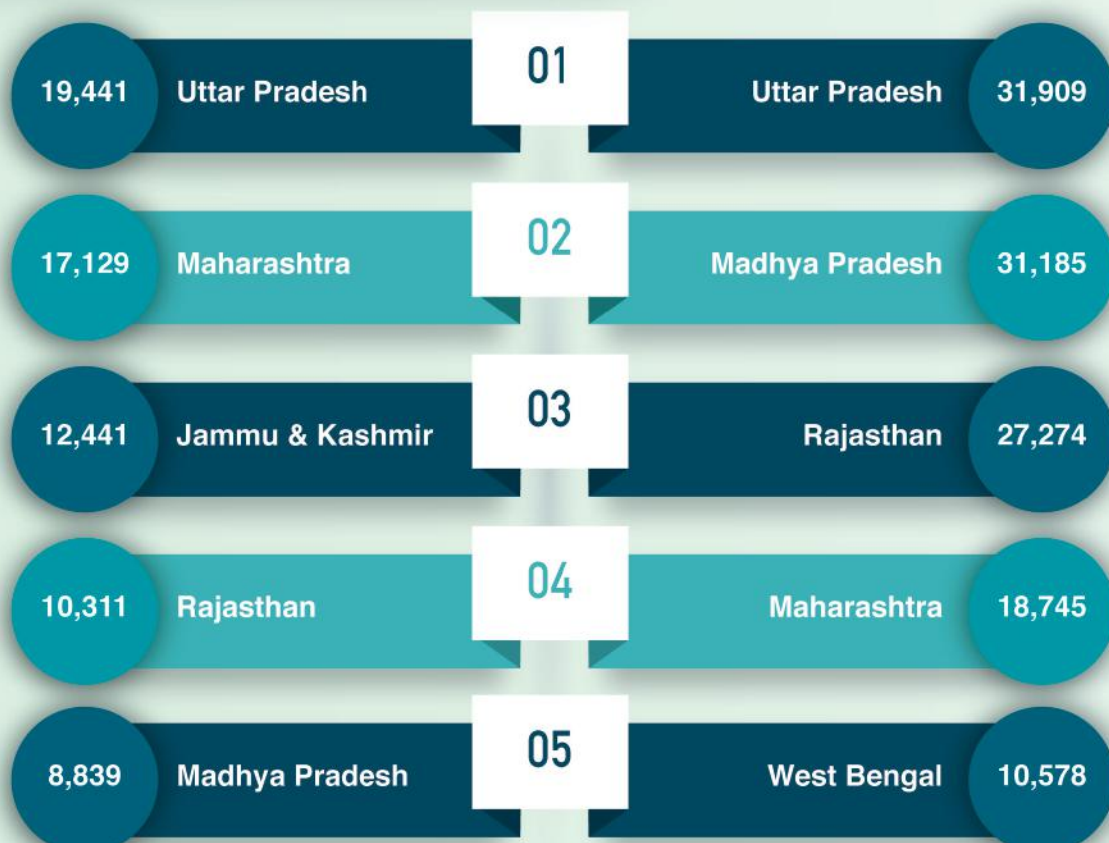 19,441 Uttar Pradesh 01 Uttar Pradesh 31,909
17,129 Maharashtra 02 Madhya Pradesh 31,185
12,441 Jammu & Kashmir 03 Rajasthan 27,274
10,311 Rajasthan 04 Maharashtra 18,745
8,839 Madhya Pradesh 05 West Bengal 10,578